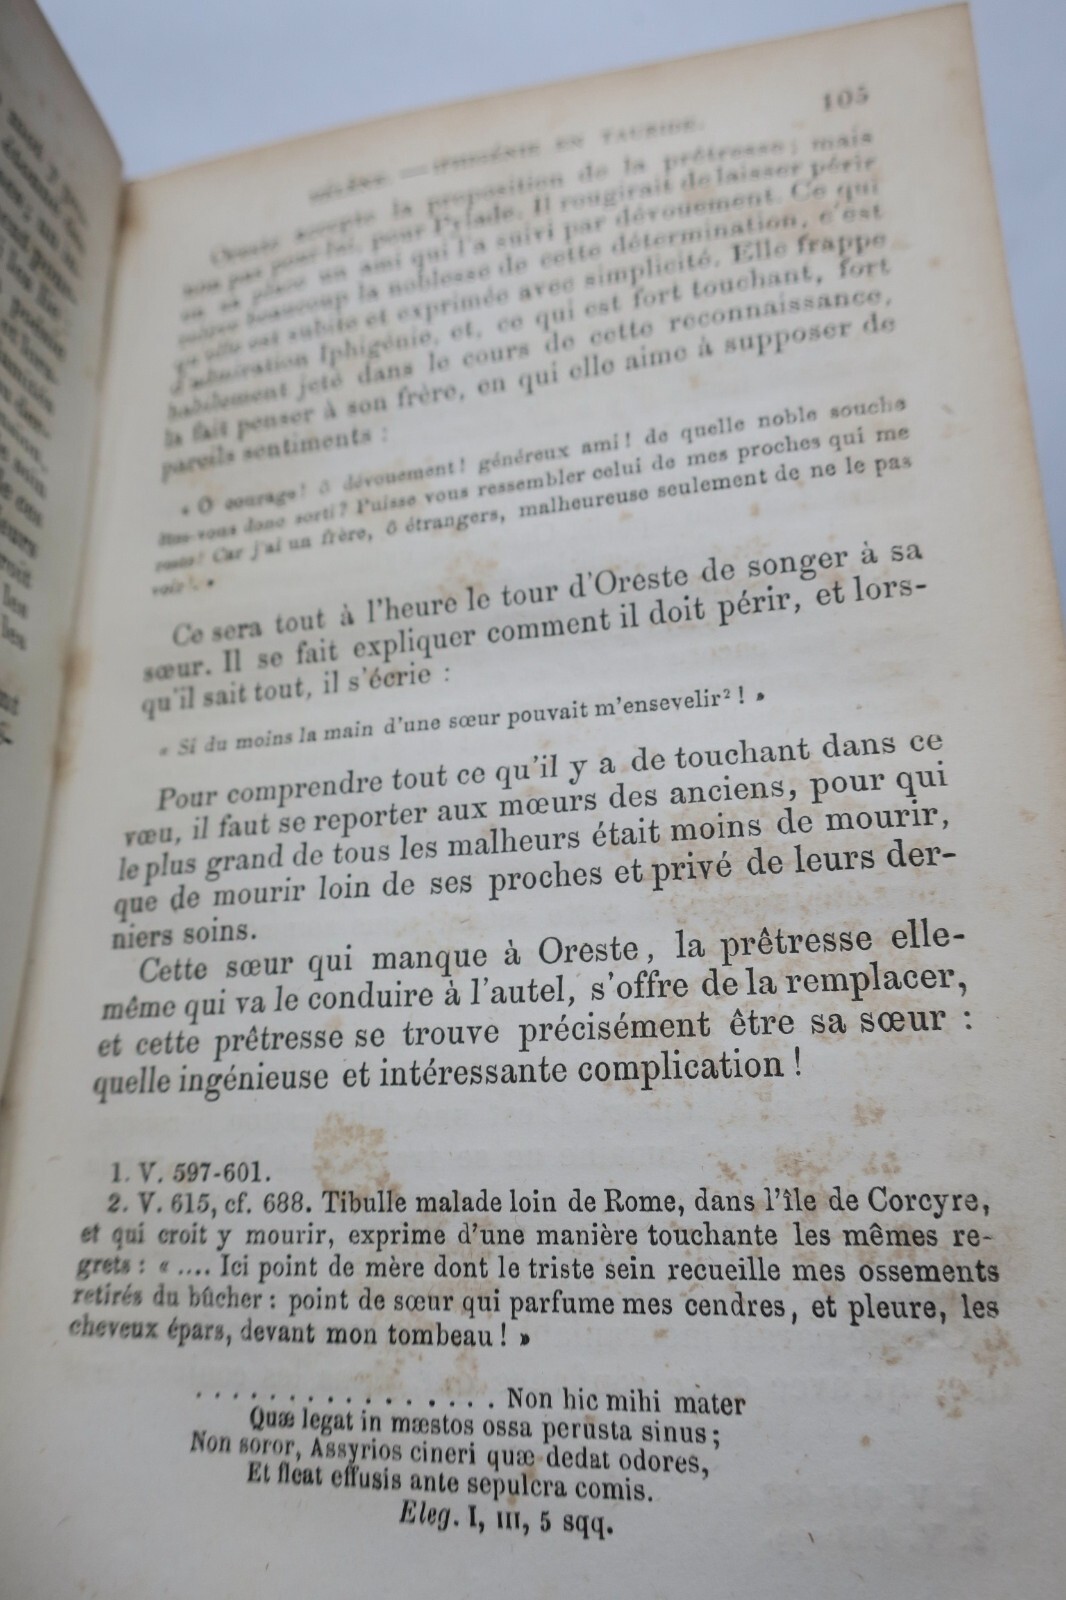 105
HÉLÈNE. — IPHIGÉNIE EN TAURIDE.
Oreste accepte la proposition de la prêtresse; mais
non pas pour lui, pour Pylade. Il rougirait de laisser périr
en sa place un ami qui l'a suivi par dévouement. Ce qui
relève beaucoup la noblesse de cette détermination, c'est
qu'elle est subite et exprimée avec simplicité. Elle frappe
d'admiration Iphigénie, et, ce qui est fort touchant, fort
habilement jeté dans le cours de cette reconnaissance,
la fait penser à son frère, en qui elle aime à supposer de
pareils sentiments :
« O courage! ô dévouement! généreux ami! de quelle noble souche
êtes-vous donc sorti? Puisse vous ressembler celui de mes proches qui me
reste! Car j'ai un frère, ô étrangers, malheureuse seulement de ne le pas
voir¹. »
Ce sera tout à l'heure le tour d'Oreste de songer à sa
sœur. Il se fait expliquer comment il doit périr, et lors-
qu'il sait tout, il s'écrie :
« Si du moins la main d'une sœur pouvait m'ensevelir²! »
Pour comprendre tout ce qu'il y a de touchant dans ce
vœu, il faut se reporter aux mœurs des anciens, pour qui
le plus grand de tous les malheurs était moins de mourir,
que de mourir loin de ses proches et privé de leurs der-
niers soins.
Cette sœur qui manque à Oreste, la prêtresse elle-
même qui va le conduire à l'autel, s'offre de la remplacer,
et cette prêtresse se trouve précisément être sa sœur :
quelle ingénieuse et intéressante complication!
1. V. 597-601.
2. V. 615, cf. 688. Tibulle malade loin de Rome, dans l'île de Corcyre,
et qui croit y mourir, exprime d'une manière touchante les mêmes re-
grets : « .... Ici point de mère dont le triste sein recueille mes ossements
retirés du bûcher : point de sœur qui parfume mes cendres, et pleure, les
cheveux épars, devant mon tombeau! »
. . . . . . . . . . . . . . . . Non hic mihi mater
Quæ legat in mæstos ossa perusta sinus;
Non soror, Assyrios cineri quæ dedat odores,
Et fleat effusis ante sepulcra comis.
Eleg. I, III, 5 sqq.